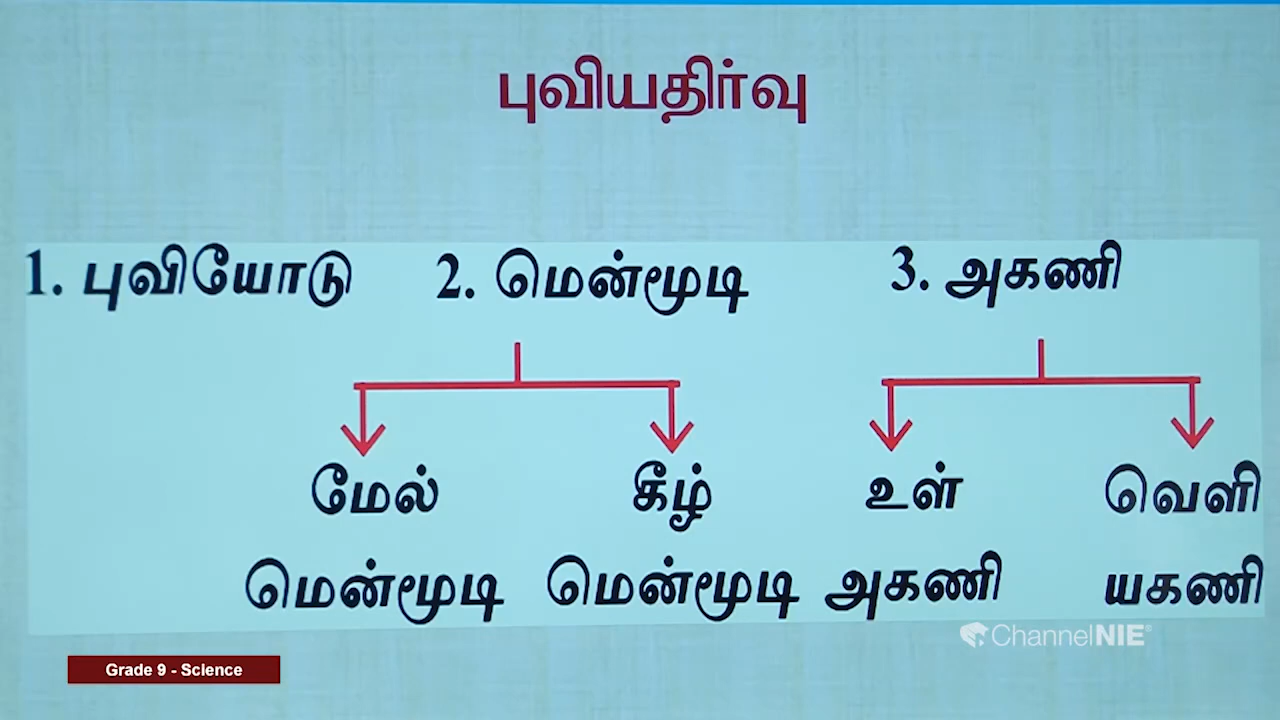 புவியதிர்வு
1. புவியோடு 2. மென்மூடி 3. அகணி
மேல் கீழ் உள் வெளி
மென்மூடி மென்மூடி அகணி யகணி
ChannelNIE
Grade 9 - Science